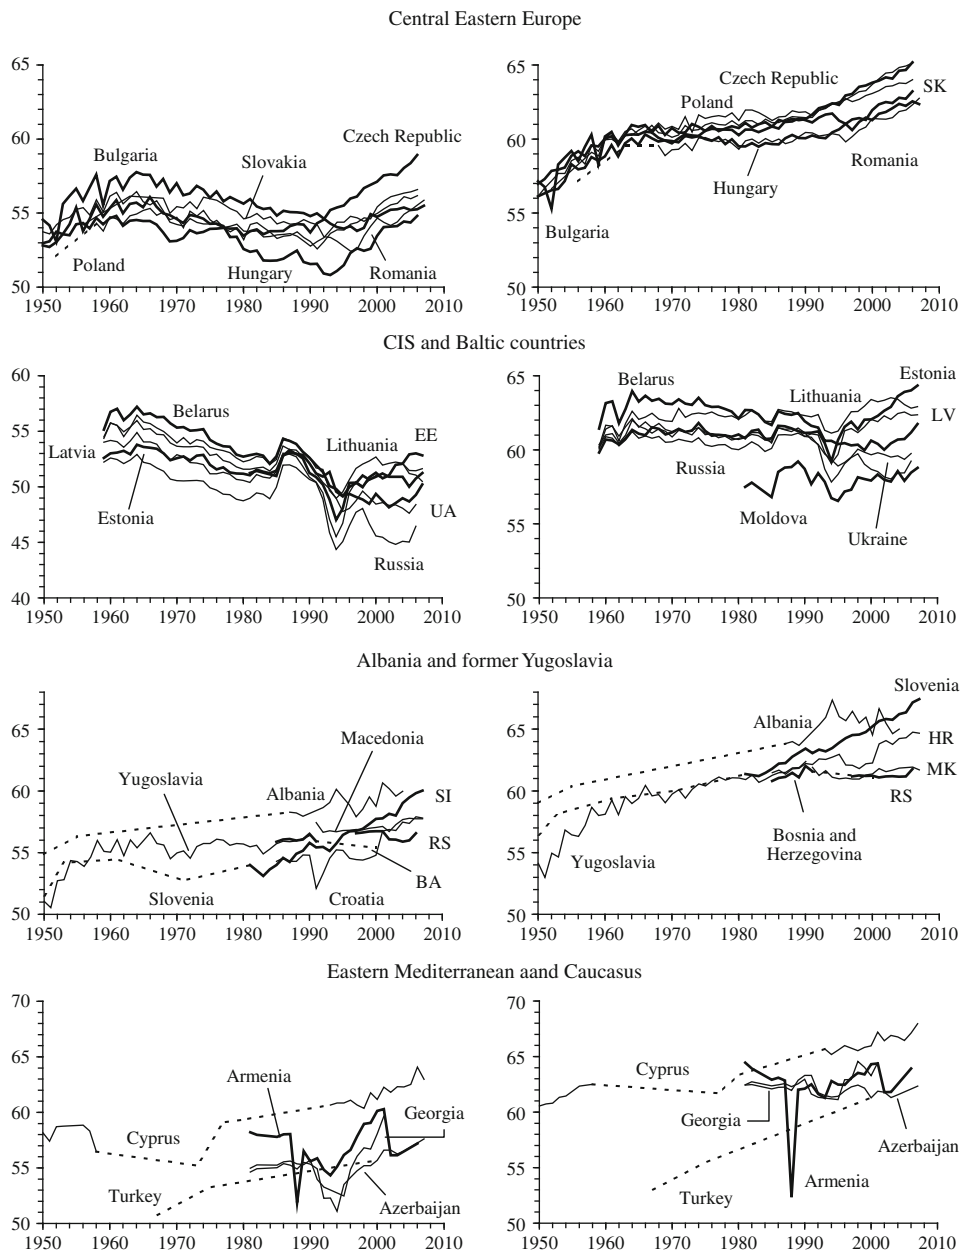 Central Eastern Europe
65
60
55
50
1950 1960 1970 1980 1990 2000 2010
Bulgaria
Slovakia
Czech Republic
Poland
Hungary
Romania
65
60
55
50
1950 1960 1970 1980 1990 2000 2010
Czech Republic
SK
Poland
Romania
Hungary
Bulgaria
CIS and Baltic countries
60
55
50
45
40
1950 1960 1970 1980 1990 2000 2010
Belarus
Lithuania
EE
Latvia
Estonia
UA
Russia
65
60
55
50
1950 1960 1970 1980 1990 2000 2010
Belarus
Estonia
Lithuania
LV
Russia
Moldova
Ukraine
Albania and former Yugoslavia
65
60
55
50
1950 1960 1970 1980 1990 2000 2010
Macedonia
Yugoslavia
Albania
SI
RS
BA
Slovenia
Croatia
65
60
55
50
1950 1960 1970 1980 1990 2000 2010
Slovenia
Albania
HR
MK
RS
Bosnia and
Herzegovina
Yugoslavia
Eastern Mediterranean aand Caucasus
70
65
60
55
50
1950 1960 1970 1980 1990 2000 2010
Armenia
Georgia
Cyprus
Turkey
Azerbaijan
70
65
60
55
50
1950 1960 1970 1980 1990 2000 2010
Cyprus
Georgia
Azerbaijan
Armenia
Turkey